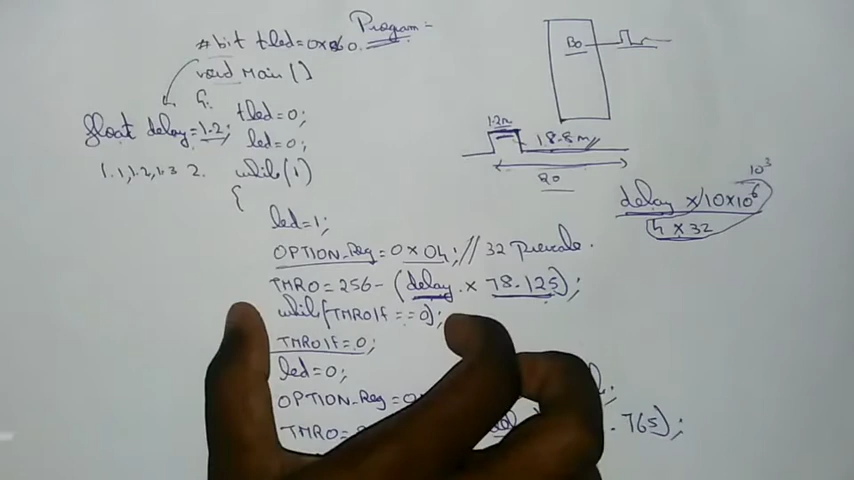 Program :-
#bit tled=0x060.
void Main ()
{
float delay=1.2;
1.1,1.2,1.3 2.
tled=0;
led=0;
while(1)
{
led=1;
OPTION_Reg=0x04; // 32 Prescale.
TMR0=256-(delay.x 78.125);
while(TMR0IF==0);
TMR0IF=0;
led=0;
OPTION_Reg=0
TMR0=
. 765);
B0
1.2m
18.8m
20
delay x 10x10⁶
10³
4 x 32